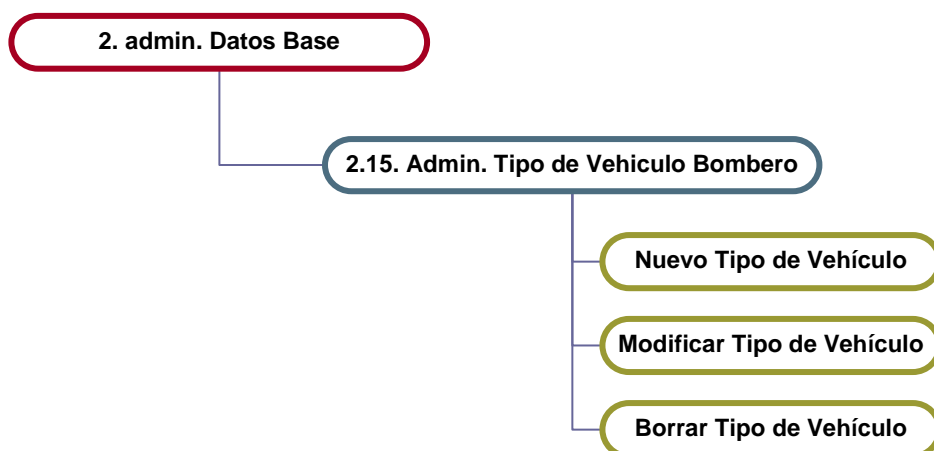 2. admin. Datos Base
2.15. Admin. Tipo de Vehiculo Bombero
Nuevo Tipo de Vehículo
Modificar Tipo de Vehículo
Borrar Tipo de Vehículo